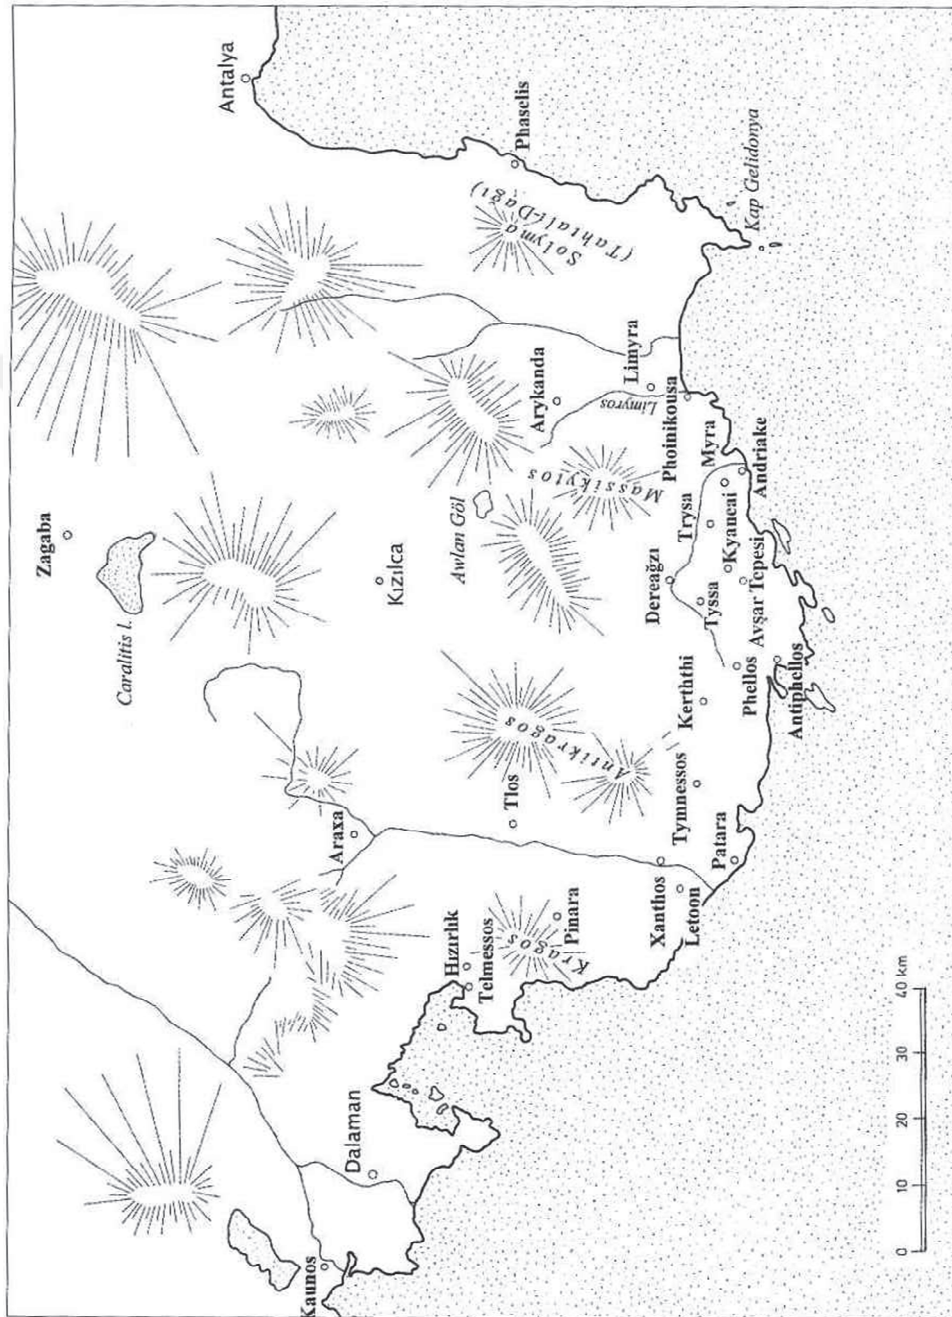 Antalya
Phaselis
Solyma
(Tahtalı-Dağı)
Kap Gelidonya
Zagaba
Caralitis l.
Kızılca
Awlan Göl
Arykanda
Massikytos
Limyra
Limyros
Phoinikousa
Myra
Andriake
Trysa
Kyaneai
Dereağzı
Tyssa
Avşar Tepesi
Phellos
Antiphellos
Kerththi
Antikragos
Tlos
Araxa
Tymnessos
Patara
Xanthos
Letoon
Pinara
Kragos
Hızırlık
Telmessos
Dalaman
Kaunos
0 10 20 30 40 km